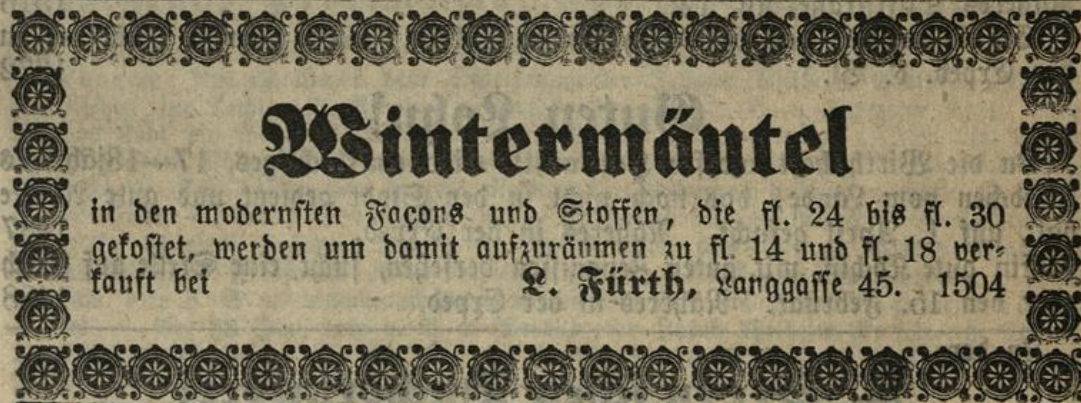 Wintermäntel
in den modernsten Façons und Stoffen, die fl. 24 bis fl. 30
gekostet, werden um damit aufzuräumen zu fl. 14 und fl. 18 ver-
kauft bei L. Fürth, Langgasse 45. 1504